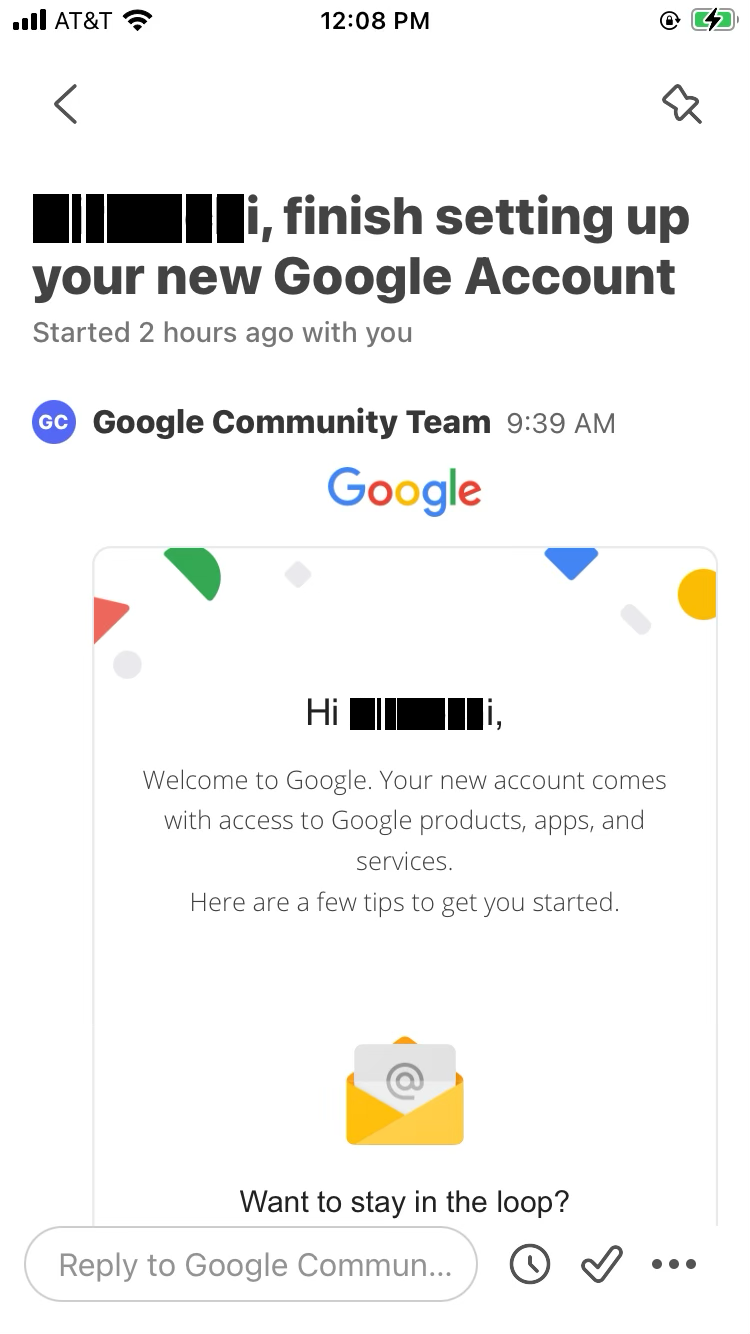 AT&T 12:08 PM
i, finish setting up
your new Google Account
Started 2 hours ago with you
GC Google Community Team 9:39 AM
Google
Hi i,
Welcome to Google. Your new account comes
with access to Google products, apps, and
services.
Here are a few tips to get you started.
@
Want to stay in the loop?
Reply to Google Commun...